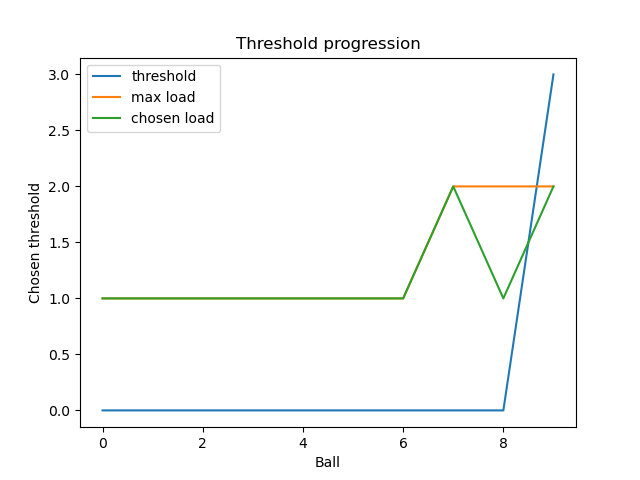 Threshold progression
threshold
max load
chosen load
Chosen threshold
3.0
2.5
2.0
1.5
1.0
0.5
0.0
0 2 4 6 8
Ball